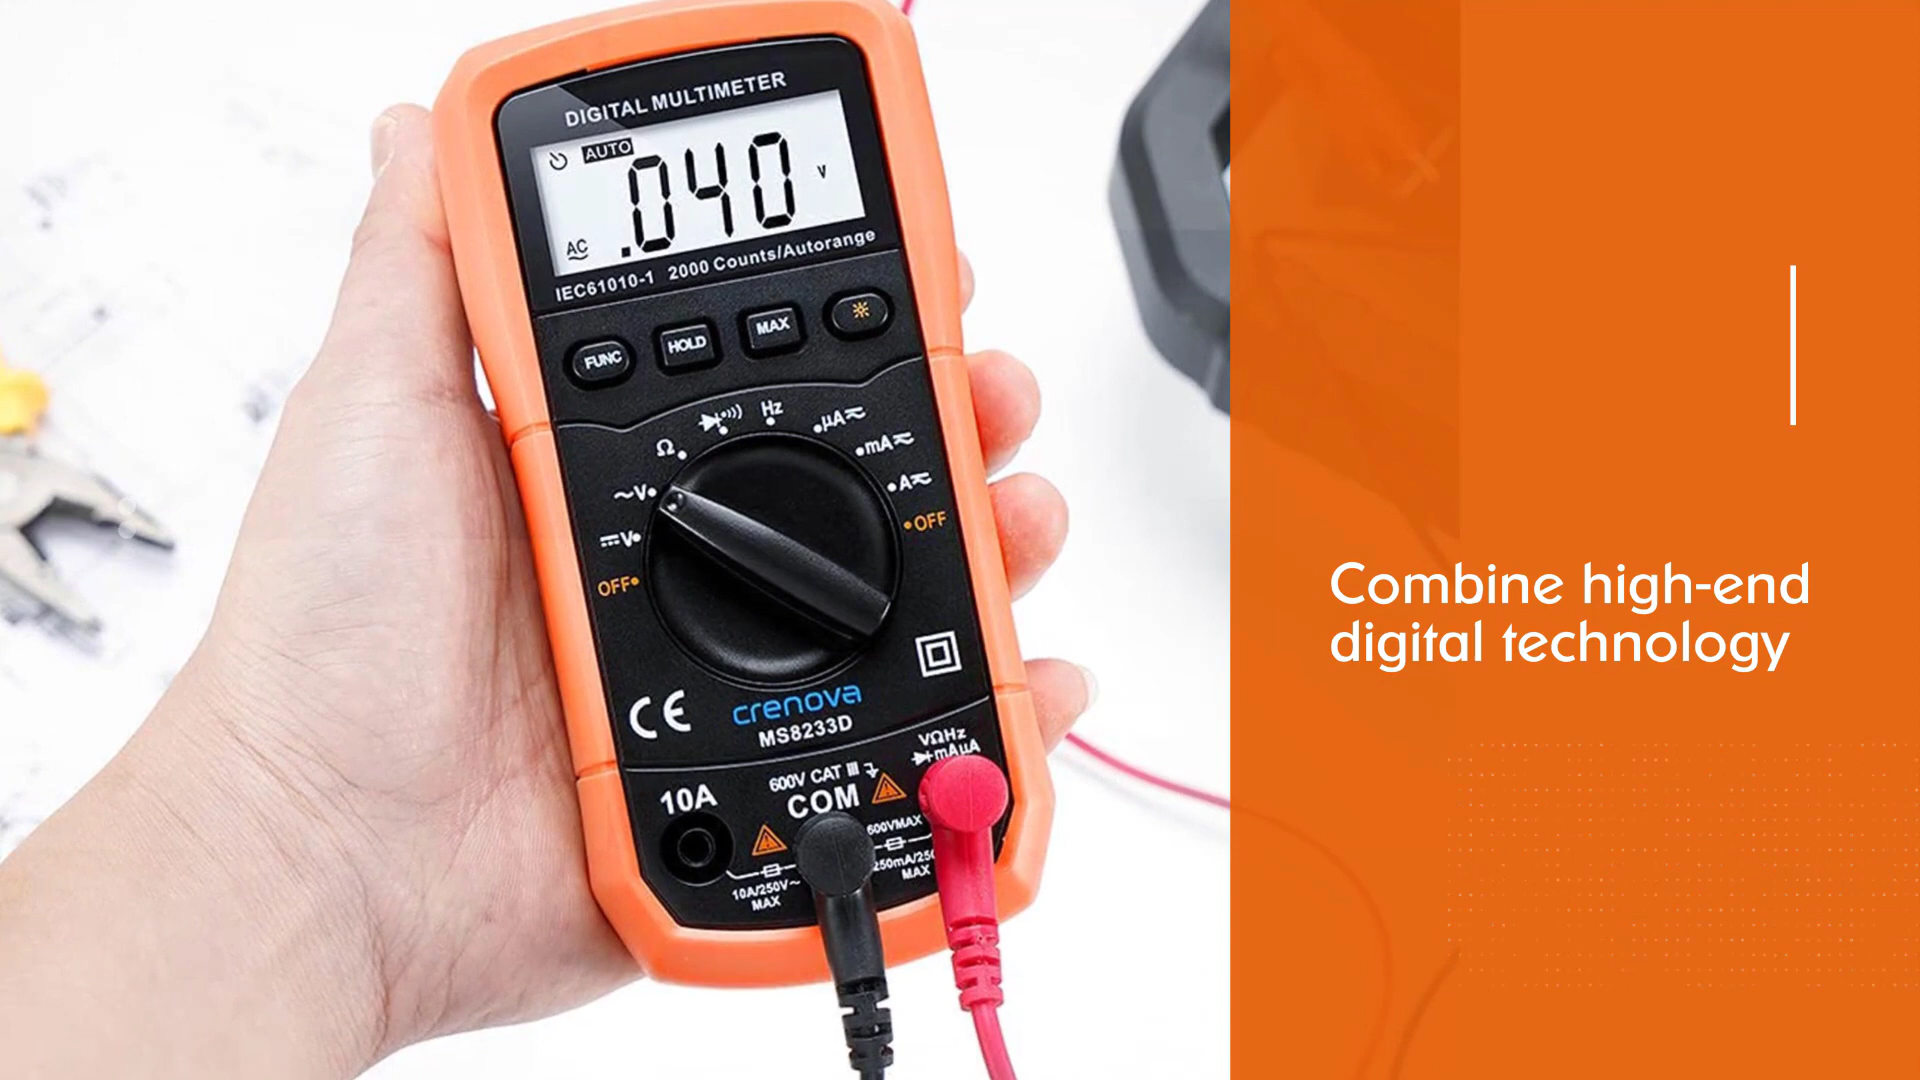 DIGITAL MULTIMETER
AUTO
.040 V
AC
IEC61010-1 2000 Counts/Autorange
FUNC HOLD MAX
Hz
Ω
µA
mA
~V
A
V
OFF
OFF
CE
crenova
MS8233D
VΩHz
mAµA
600V CAT III
10A
COM
600VMAX
10A/250V~
MAX
250mA/25
MAX
Combine high-end
digital technology